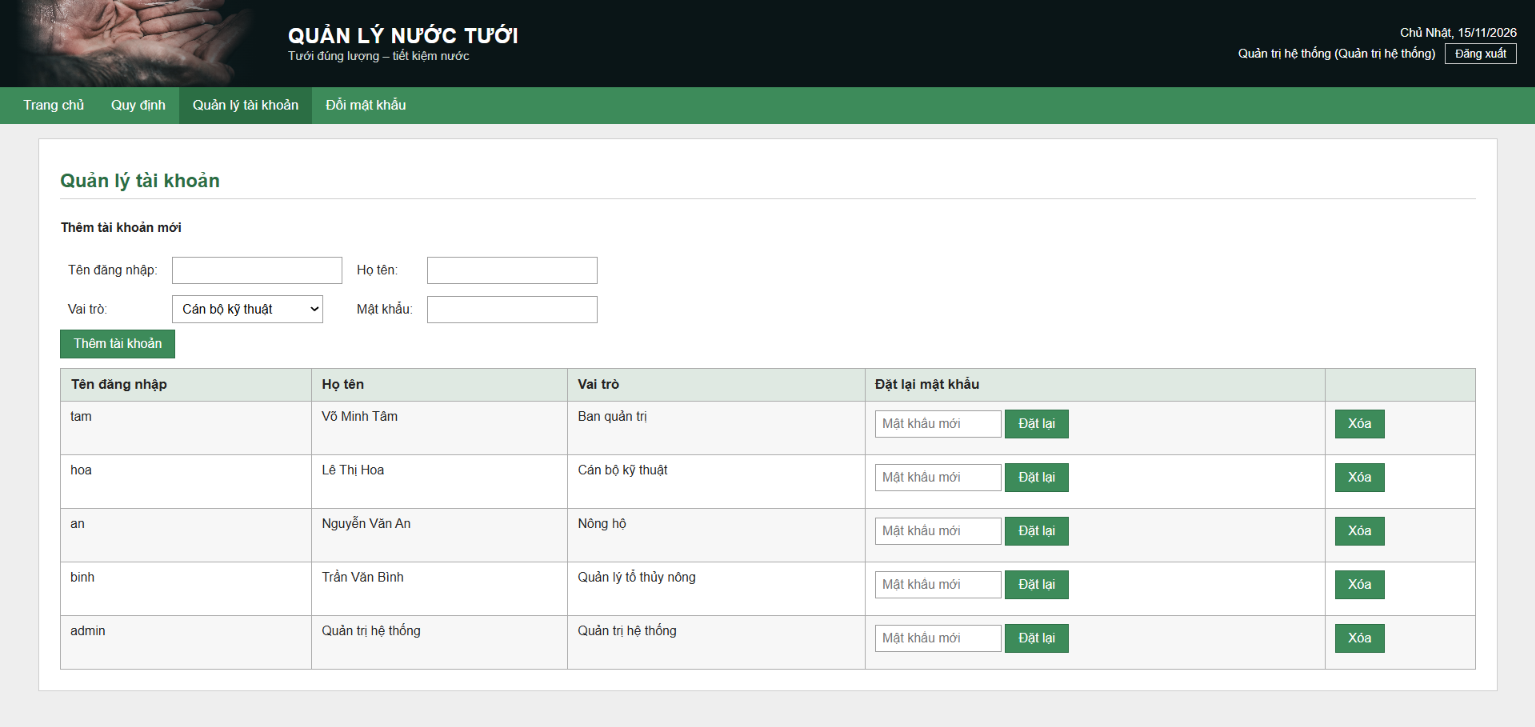 QUẢN LÝ NƯỚC TƯỚI
Tưới đúng lượng – tiết kiệm nước
Chủ Nhật, 15/11/2026
Quản trị hệ thống (Quản trị hệ thống) Đăng xuất
Trang chủ Quy định Quản lý tài khoản Đổi mật khẩu
Quản lý tài khoản
Thêm tài khoản mới
Tên đăng nhập: Họ tên:
Vai trò: Cán bộ kỹ thuật Mật khẩu:
Thêm tài khoản
Tên đăng nhập Họ tên Vai trò Đặt lại mật khẩu
tam Võ Minh Tâm Ban quản trị Mật khẩu mới Đặt lại Xóa
hoa Lê Thị Hoa Cán bộ kỹ thuật Mật khẩu mới Đặt lại Xóa
an Nguyễn Văn An Nông hộ Mật khẩu mới Đặt lại Xóa
binh Trần Văn Bình Quản lý tổ thủy nông Mật khẩu mới Đặt lại Xóa
admin Quản trị hệ thống Quản trị hệ thống Mật khẩu mới Đặt lại Xóa